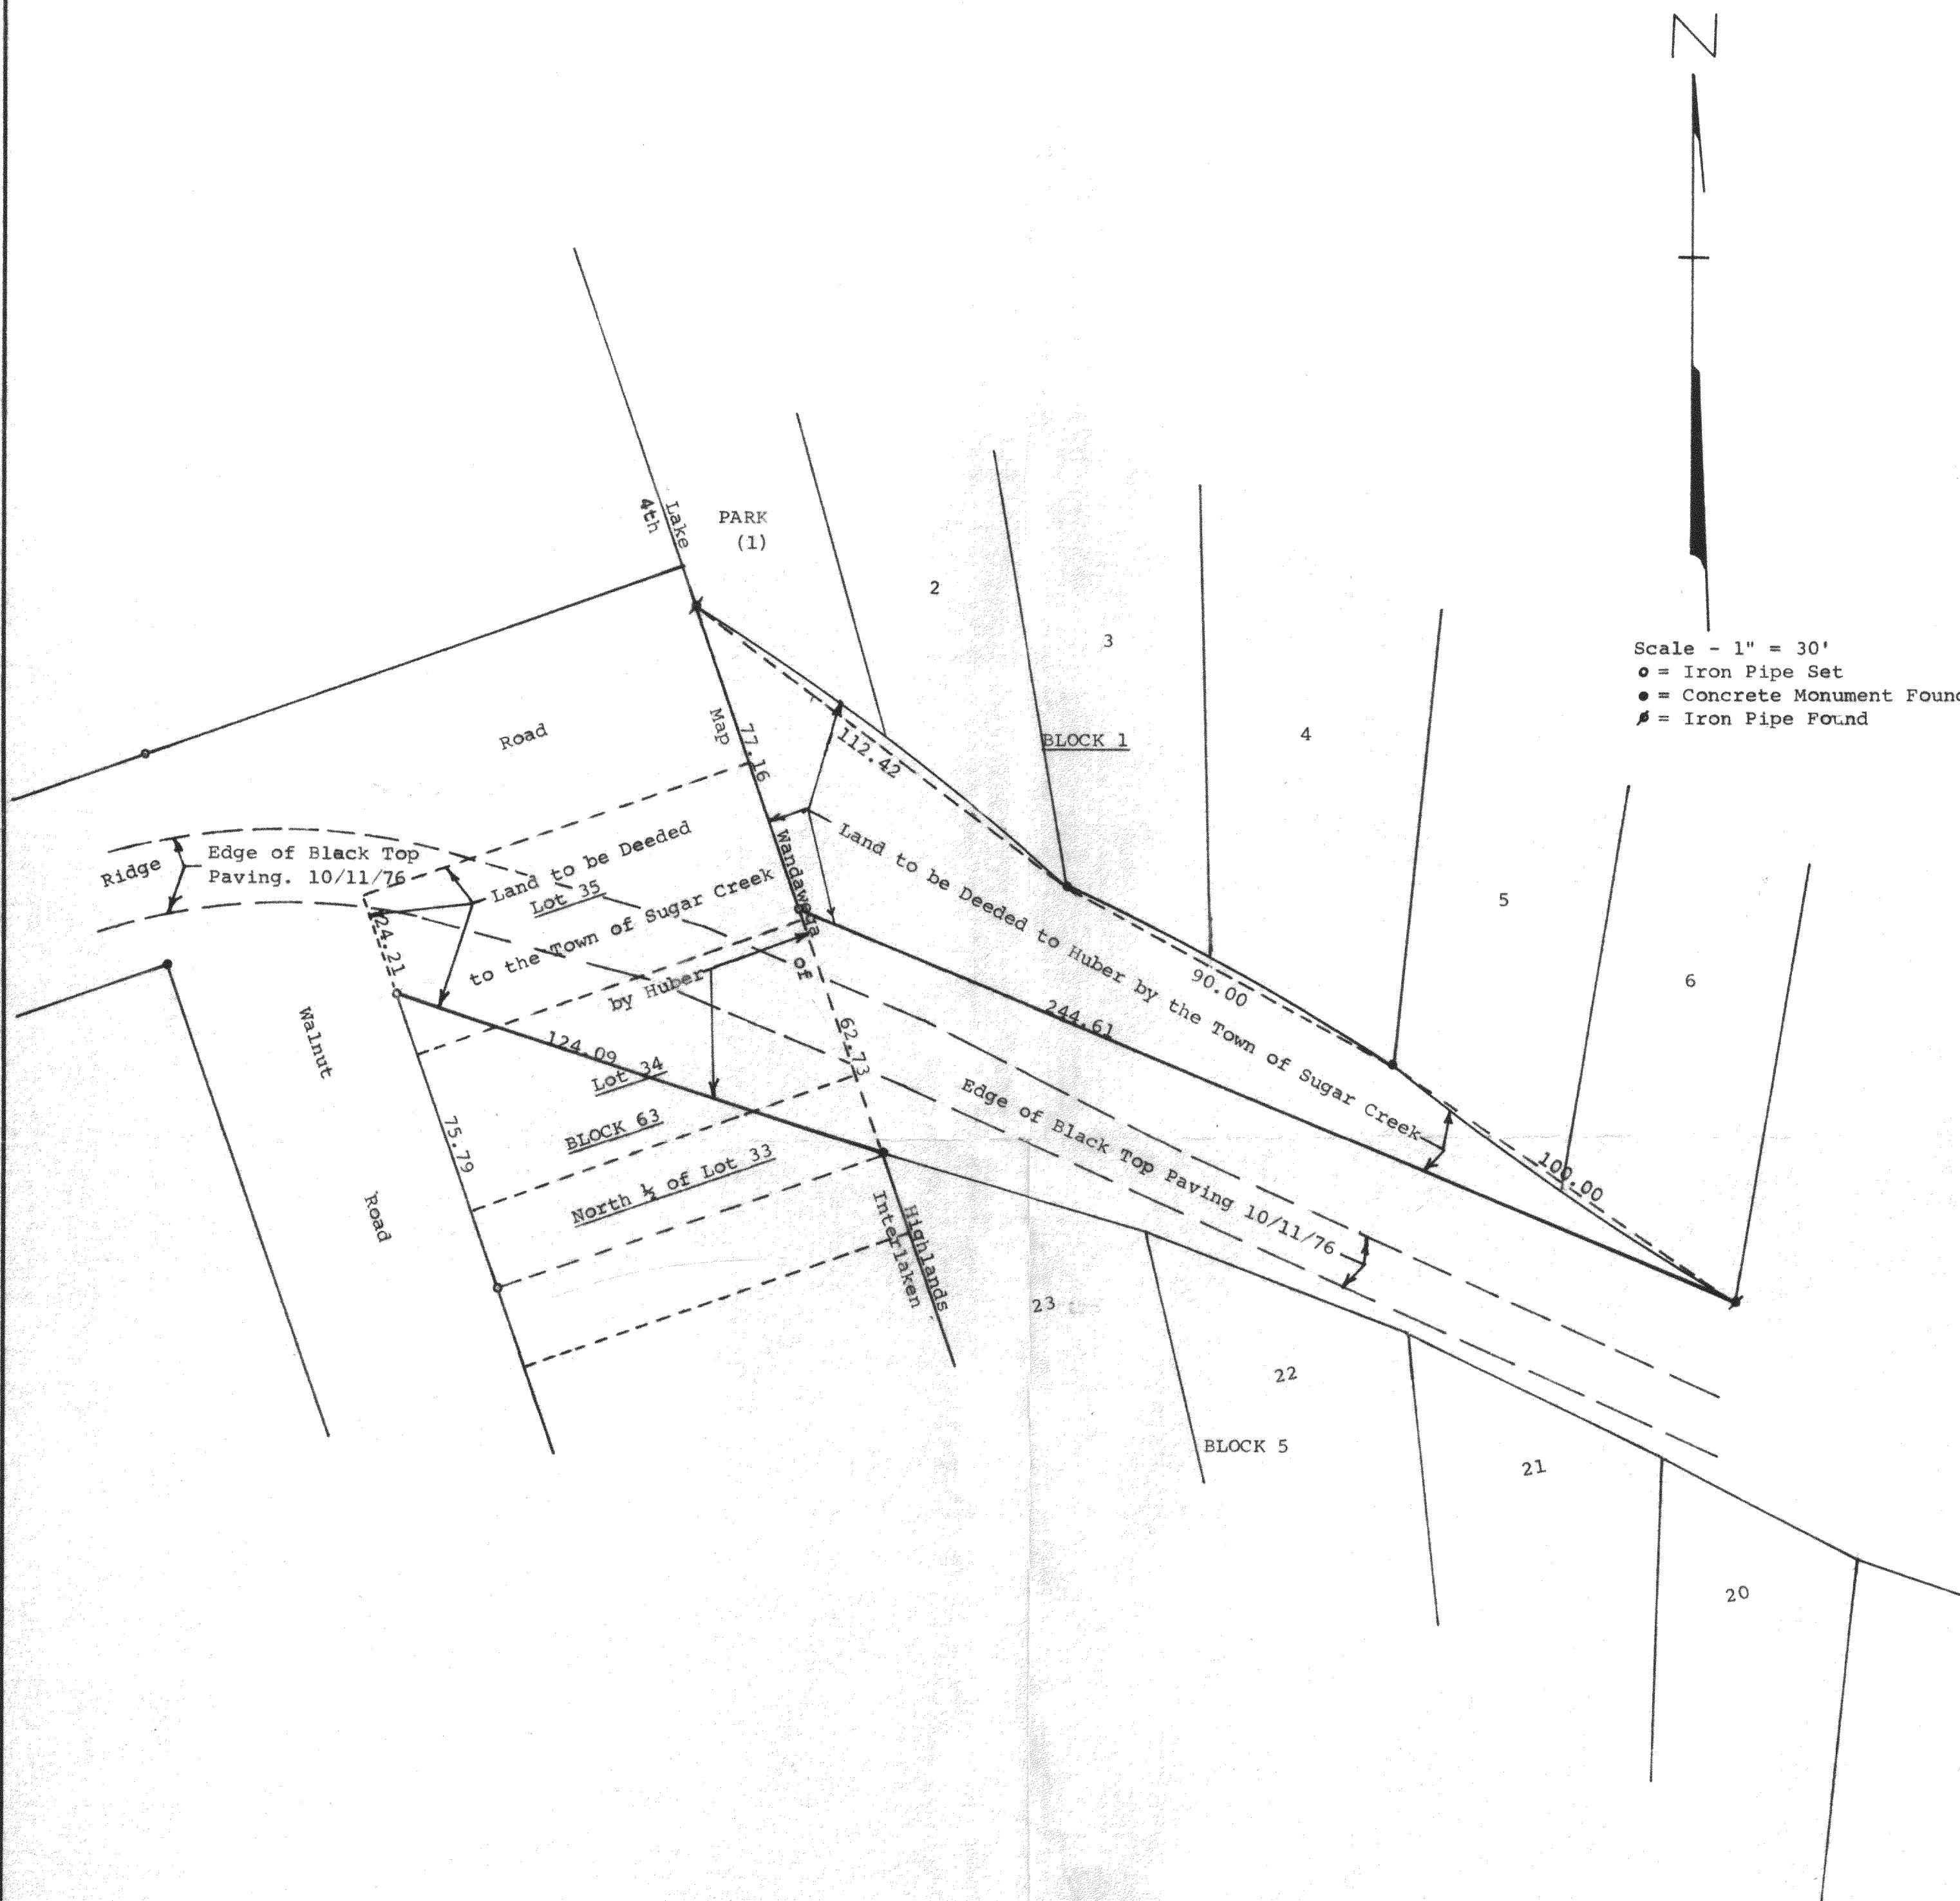 N
Scale - 1" = 30'
o = Iron Pipe Set
● = Concrete Monument Foun
= Iron Pipe Found
4th
Lake
PARK
(1)
2
3
BLOCK 1
4
5
6
Road
Map
77.16
112.42
Ridge
Edge of Black Top
Paving. 10/11/76
Land to be Deeded
Lot 35
to the Town of Sugar Creek
by Huber
Wandawega
of
24.21
Land to be Deeded to Huber by the Town of Sugar Creek
90.00
244.61
100.00
Walnut
Road
124.09
Lot 34
62.73
75.79
BLOCK 63
North ½ of Lot 33
Edge of Black Top Paving 10/11/76
Interlaken
Highlands
23
22
BLOCK 5
21
20